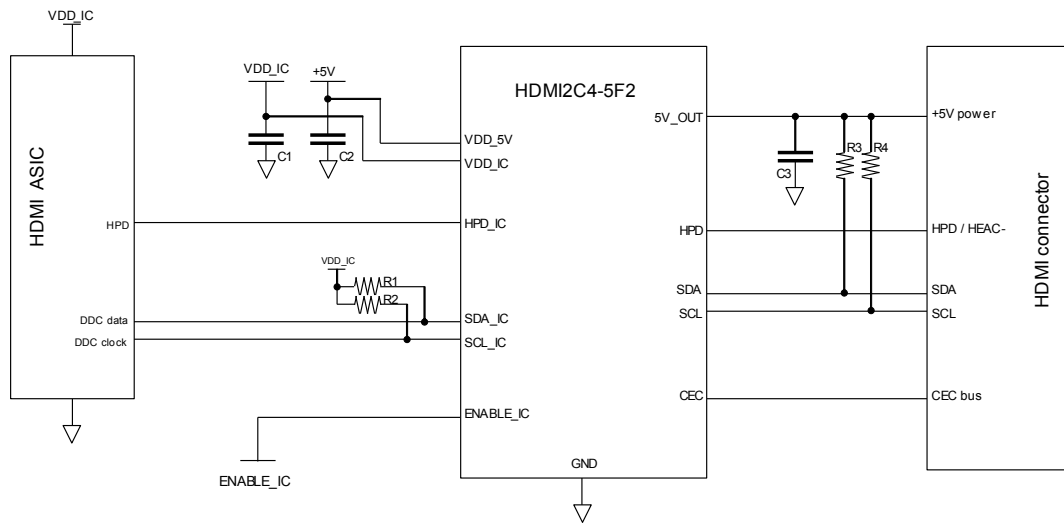 VDD_IC
HDMI ASIC
HPD
DDC data
DDC clock
VDD_IC
+5V
C1
C2
VDD_IC
R1
R2
ENABLE_IC
HDMI2C4-5F2
VDD_5V
VDD_IC
HPD_IC
SDA_IC
SCL_IC
ENABLE_IC
5V_OUT
HPD
SDA
SCL
CEC
GND
C3
R3
R4
+5V power
HPD / HEAC-
SDA
SCL
CEC bus
HDMI connector